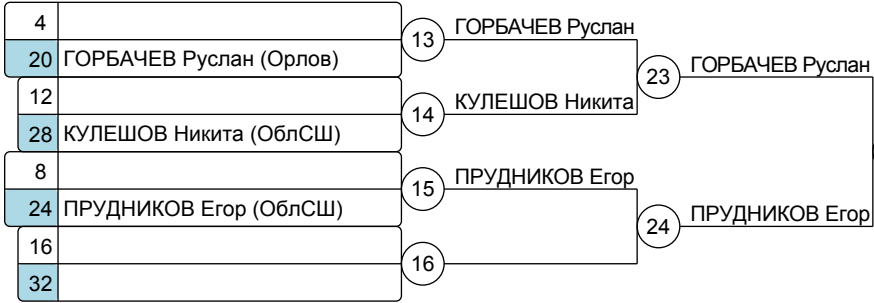 4
20 ГОРБАЧЕВ Руслан (Орлов)
13 ГОРБАЧЕВ Руслан
12
28 КУЛЕШОВ Никита (ОблСШ)
14 КУЛЕШОВ Никита
23 ГОРБАЧЕВ Руслан
8
24 ПРУДНИКОВ Егор (ОблСШ)
15 ПРУДНИКОВ Егор
16
32
16
24 ПРУДНИКОВ Егор